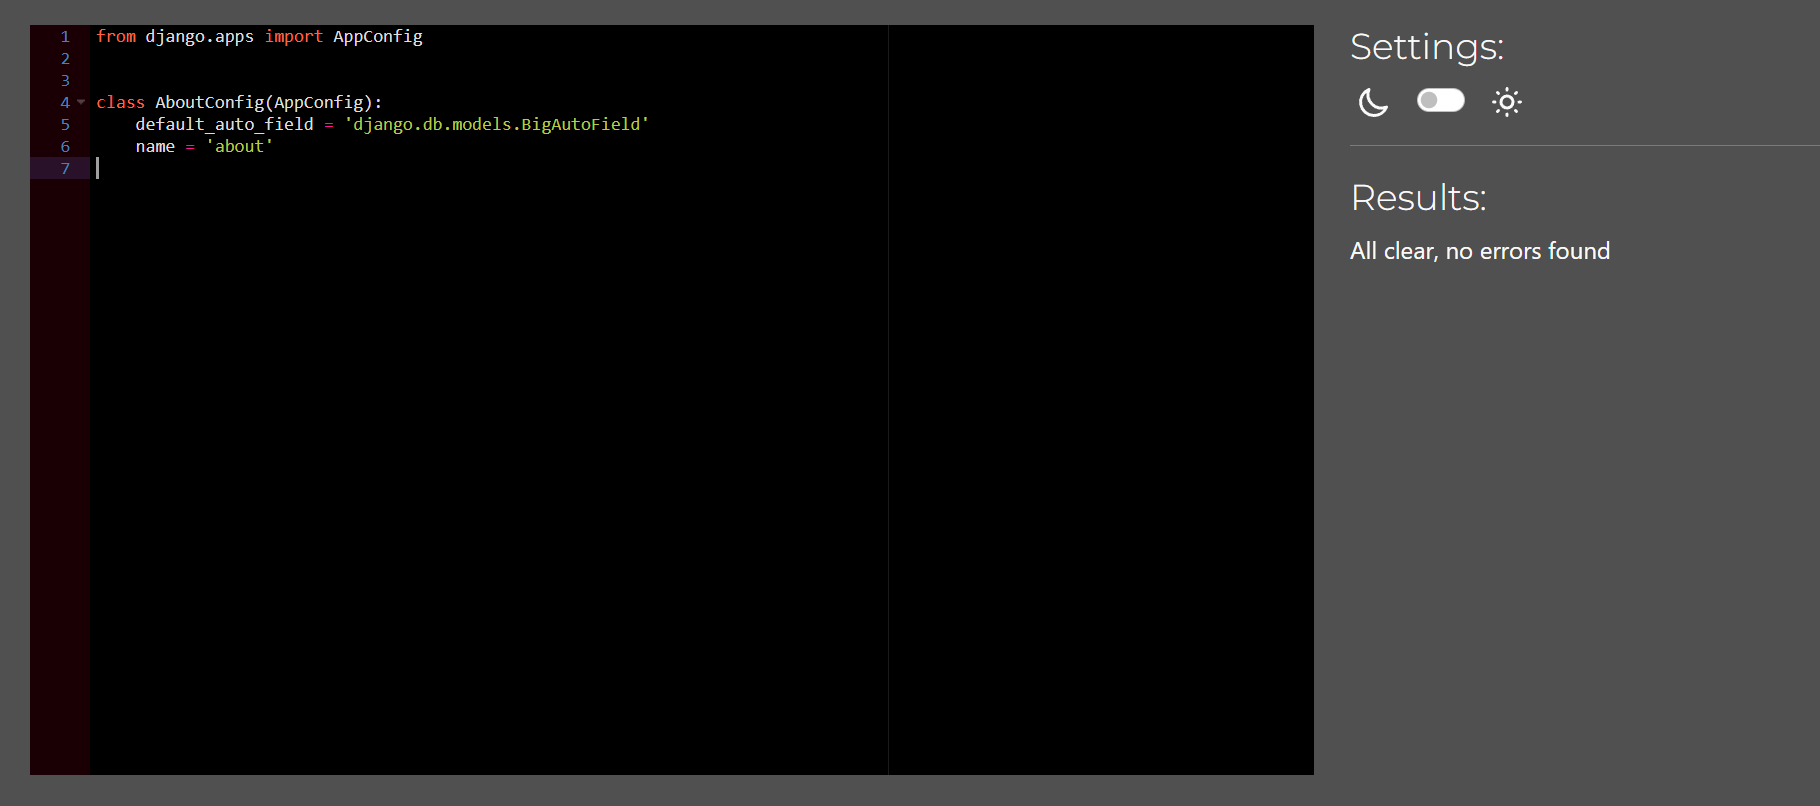 1 from django.apps import AppConfig
2
3
4 class AboutConfig(AppConfig):
5     default_auto_field = 'django.db.models.BigAutoField'
6     name = 'about'
7
Settings:
Results:
All clear, no errors found